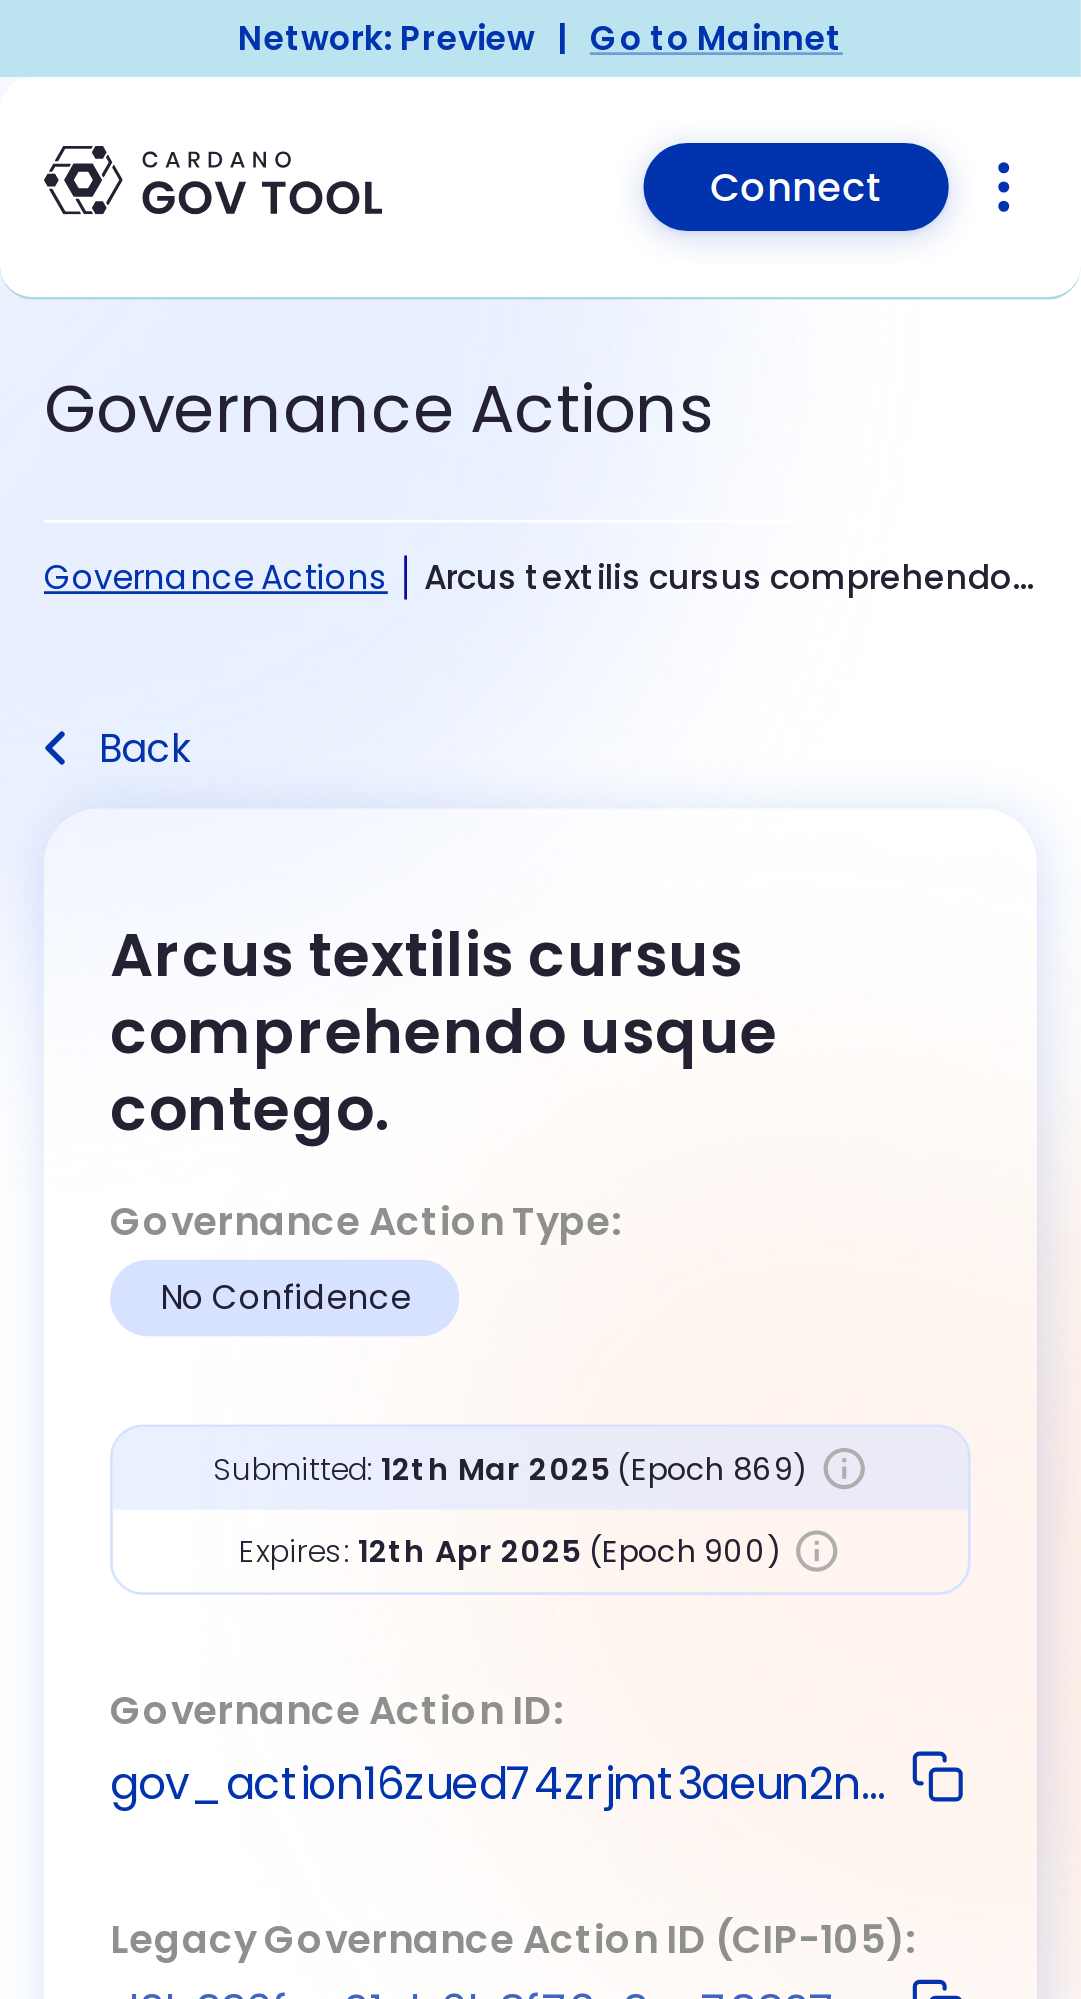 Network: Preview | Go to Mainnet
CARDANO
GOV TOOL
Connect
Governance Actions
Governance Actions | Arcus textilis cursus comprehendo...
Back
Arcus textilis cursus
comprehendo usque
contego.
Governance Action Type:
No Confidence
Submitted: 12th Mar 2025 (Epoch 869)
Expires: 12th Apr 2025 (Epoch 900)
Governance Action ID:
gov_action16zued74zrjmt3aeun2n...
Legacy Governance Action ID (CIP-105):